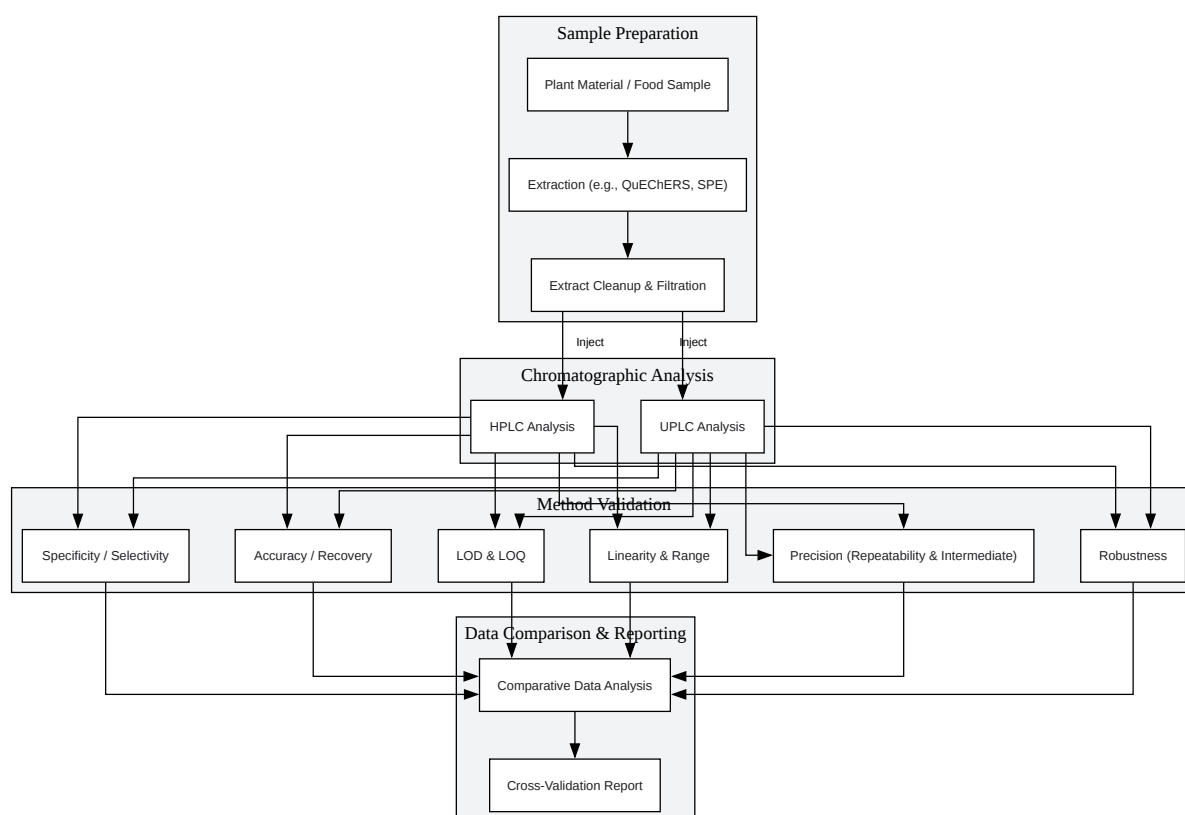 Sample Preparation
Plant Material / Food Sample
Extraction (e.g., QuEChERS, SPE)
Extract Cleanup & Filtration
Inject
Inject
Chromatographic Analysis
HPLC Analysis
UPLC Analysis
Method Validation
Specificity / Selectivity
Accuracy / Recovery
LOD & LOQ
Linearity & Range
Precision (Repeatability & Intermediate)
Robustness
Data Comparison & Reporting
Comparative Data Analysis
Cross-Validation Report